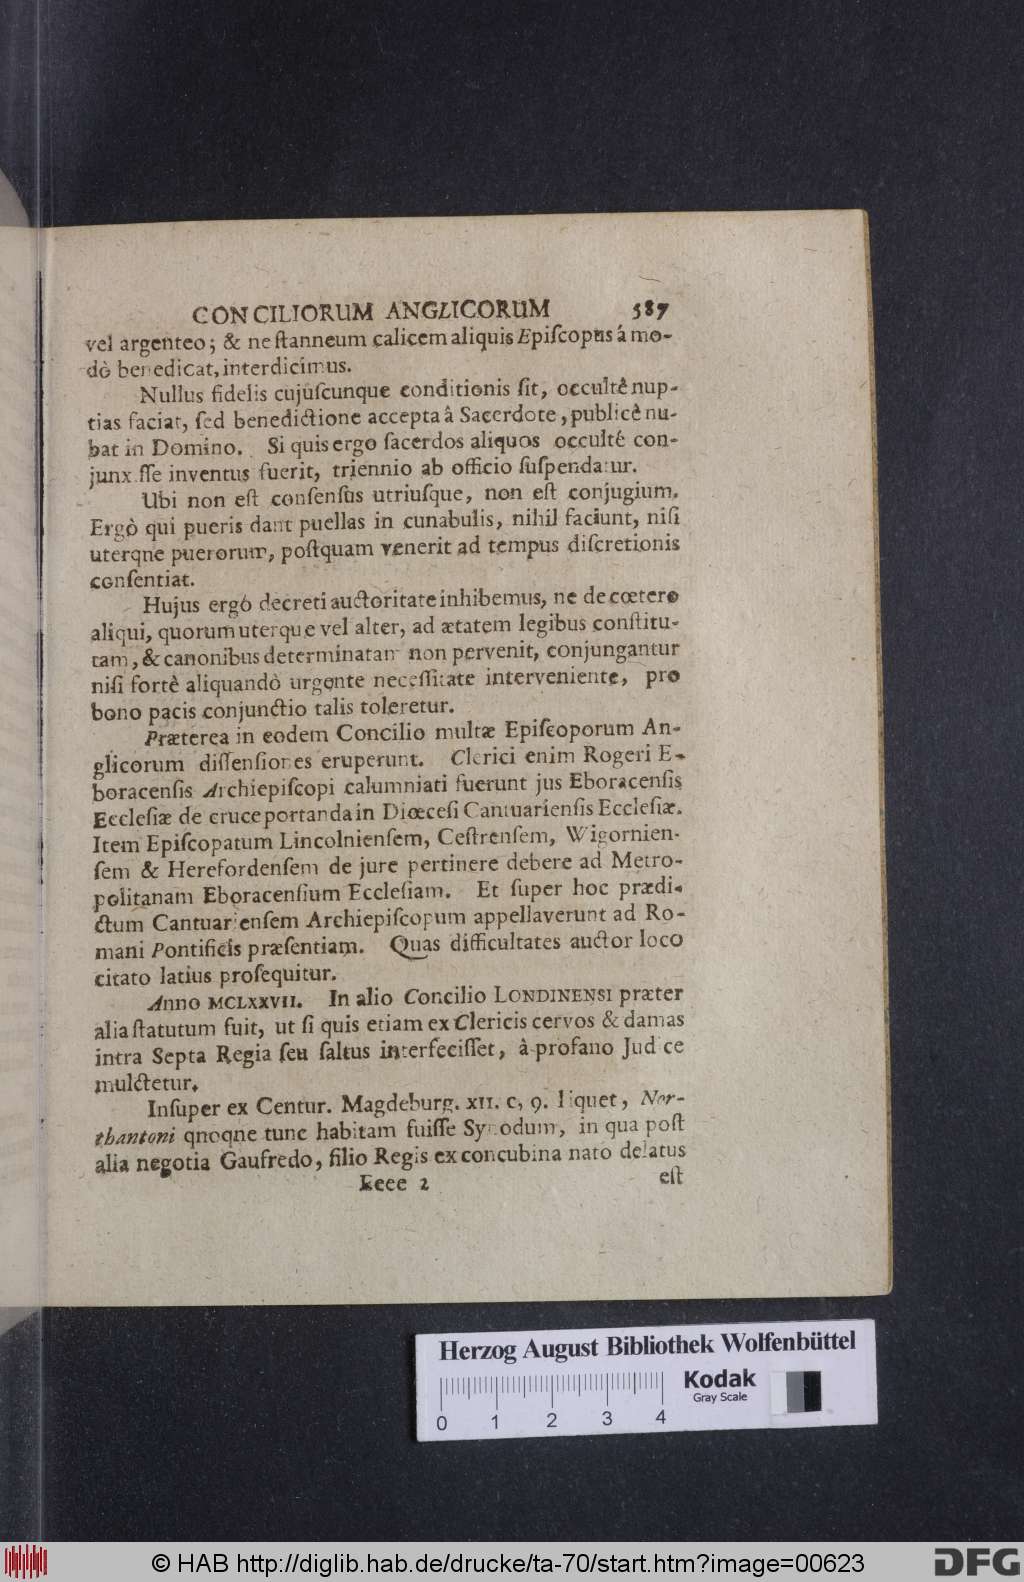 CONCILIORUM ANGLICORUM 587
vel argenteo; & ne ſtanneum calicem aliquis Epiſcopus á mo-
dò benedicat, interdicimus.
Nullus fidelis cujuſcunque conditionis ſit, occultè nup-
tias faciat, ſed benedictione accepta â Sacerdote, publicè nu-
bat in Domino. Si quis ergo ſacerdos aliquos occulté con-
junx.ſſe inventus fuerit, triennio ab officio ſuſpendatur.
Ubi non eſt conſenſus utriuſque, non eſt conjugium.
Ergò qui pueris dant puellas in cunabulis, nihil faciunt, niſi
uterqne puerorum, poſtquam venerit ad tempus diſcretionis
conſentiat.
Hujus ergó decreti auctoritate inhibemus, ne de cœtero
aliqui, quorum uterque vel alter, ad ætatem legibus conſtitu-
tam, & canonibus determinatam non pervenit, conjungantur
niſi fortè aliquandò urgente neceſſitate interveniente, pro
bono pacis conjunctio talis toleretur.
Præterea in eodem Concilio multæ Epiſcoporum An-
glicorum diſſenſiones eruperunt. Clerici enim Rogeri E-
boracenſis Archiepiſcopi calumniati fuerunt jus Eboracenſis
Eccleſiæ de cruce portanda in Diœceſi Cantuarienſis Eccleſiæ.
Item Epiſcopatum Lincolnienſem, Ceſtrenſem, Wigornien-
ſem & Herefordenſem de jure pertinere debere ad Metro-
politanam Eboracenſium Eccleſiam. Et ſuper hoc prædi-
ctum Cantuarienſem Archiepiſcopum appellaverunt ad Ro-
mani Pontificis præſentiam. Quas difficultates auctor loco
citato latius proſequitur.
Anno MCLXXVII. In alio Concilio LONDINENSI præter
alia ſtatutum fuit, ut ſi quis etiam ex Clericis cervos & damas
intra Septa Regia ſeu ſaltus interfeciſſet, â profano Judice
mulctetur.
Inſuper ex Centur. Magdeburg. XII. c, 9. liquet, Nor-
thantoni qnoqne tunc habitam fuiſſe Synodum, in qua poſt
alia negotia Gaufredo, filio Regis ex concubina nato delatus
Eeee 2 eſt
Herzog August Bibliothek Wolfenbüttel
Kodak
Gray Scale
0 1 2 3 4
© HAB http://diglib.hab.de/drucke/ta-70/start.htm?image=00623
DFG